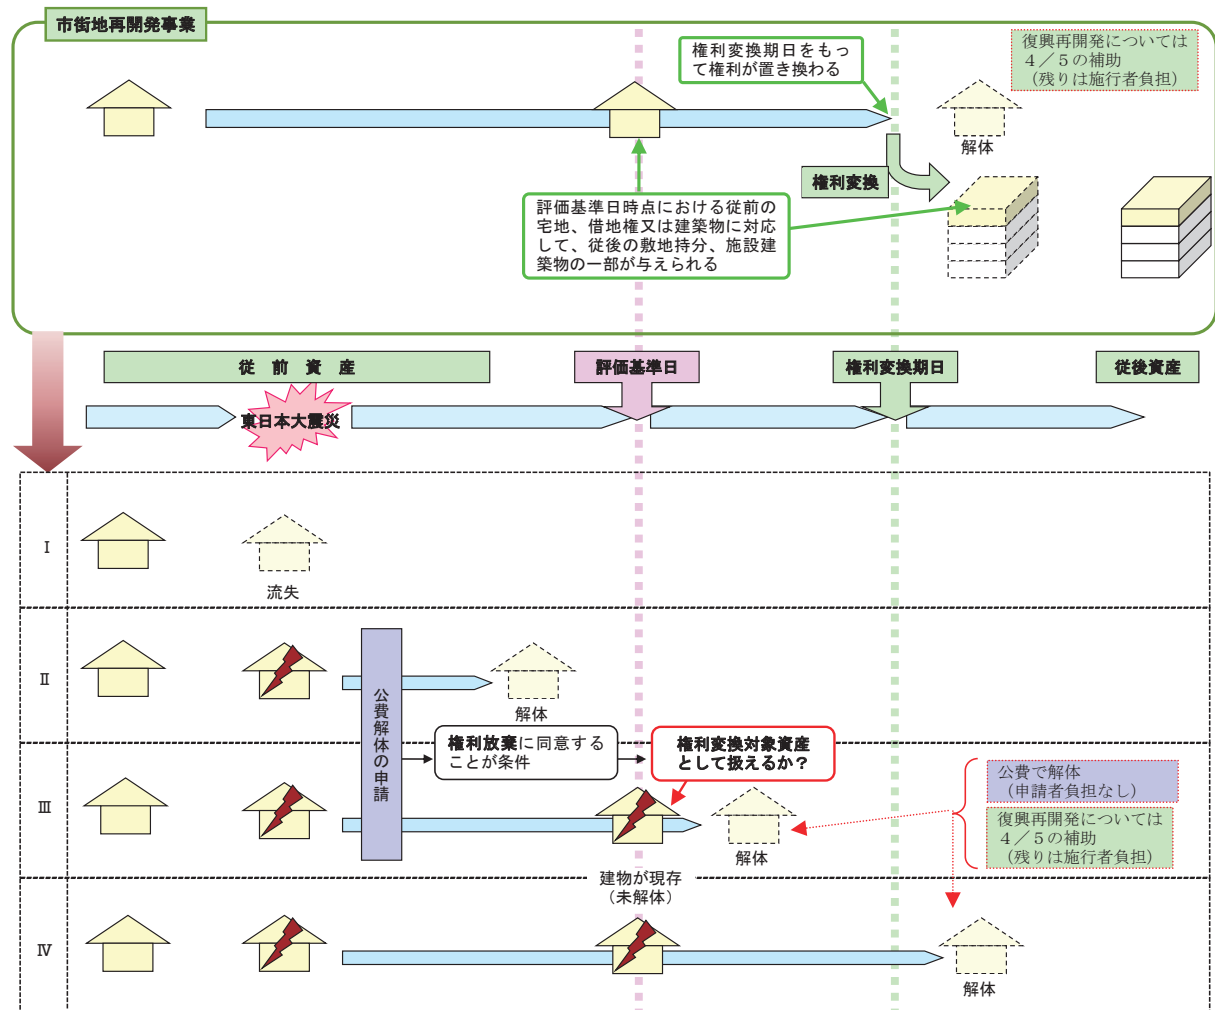 市街地再開発事業
権利変換期日をもっ
て権利が置き換わる
復興再開発については
４／５の補助
（残りは施行者負担）
解体
権利変換
評価基準日時点における従前の
宅地、借地権又は建築物に対応
して、従後の敷地持分、施設建
築物の一部が与えられる
従前資産
評価基準日
権利変換期日
従後資産
東日本大震災
Ⅰ
流失
Ⅱ
公費解体の申請
解体
権利放棄に同意する
ことが条件
権利変換対象資産
として扱えるか？
Ⅲ
解体
公費で解体
（申請者負担なし）
復興再開発については
４／５の補助
（残りは施行者負担）
建物が現存
（未解体）
Ⅳ
解体